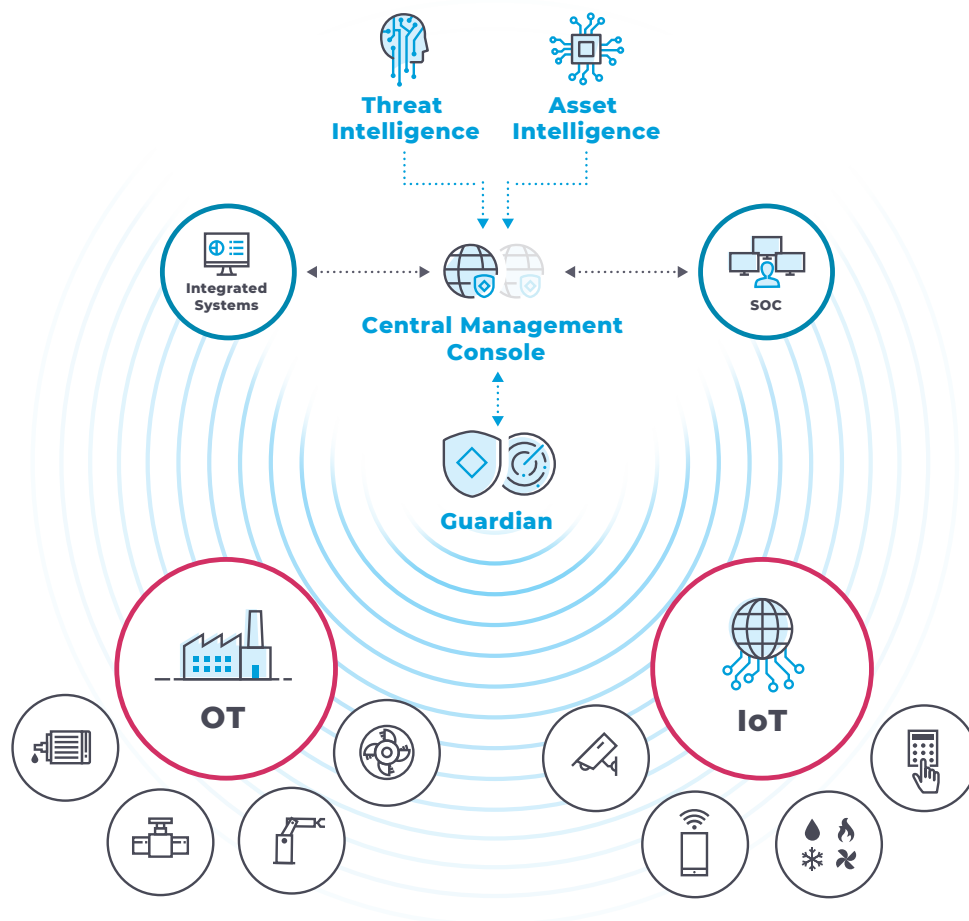 Threat
Intelligence
Asset
Intelligence
Integrated
Systems
SOC
Central Management
Console
Guardian
OT
IoT